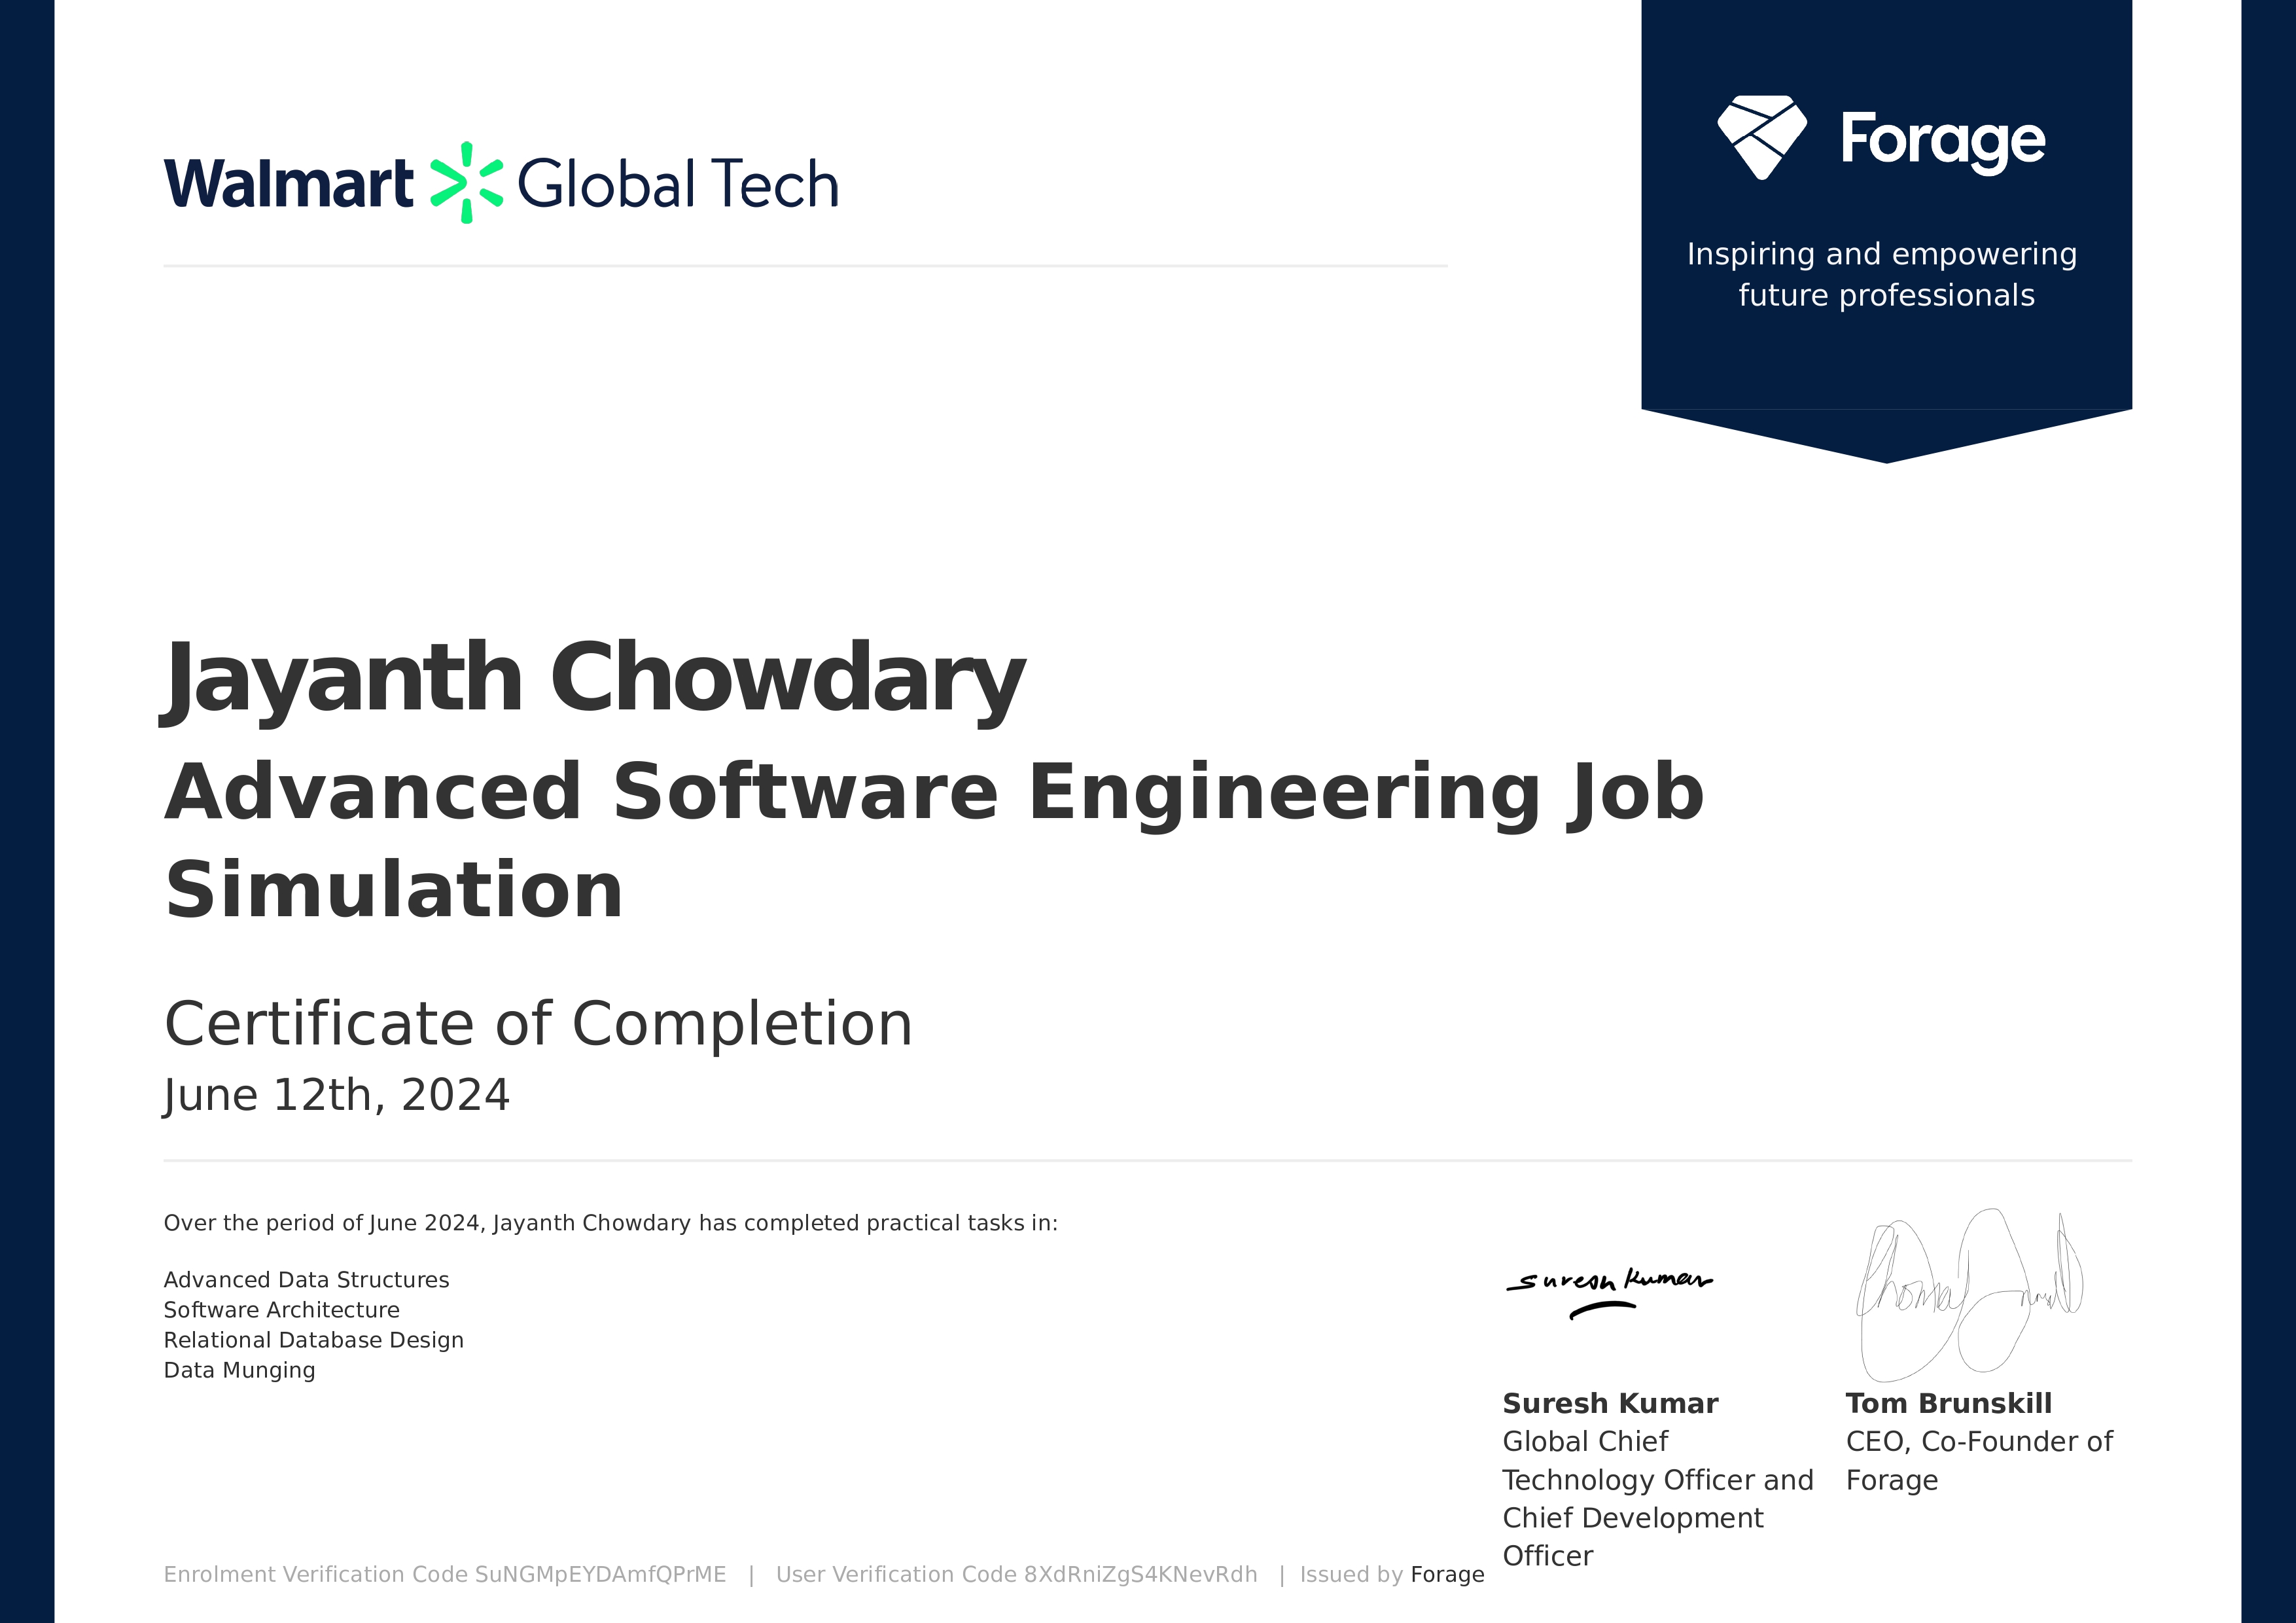 Walmart Global Tech
Forage
Inspiring and empowering
future professionals
Jayanth Chowdary
Advanced Software Engineering Job
Simulation
Certificate of Completion
June 12th, 2024
Over the period of June 2024, Jayanth Chowdary has completed practical tasks in:
Advanced Data Structures
Software Architecture
Relational Database Design
Data Munging
Suresh Kumar
Suresh Kumar
Global Chief
Technology Officer and
Chief Development
Officer
Thomas Brunskill
Tom Brunskill
CEO, Co-Founder of
Forage
Enrolment Verification Code SuNGMpEYDAmfQPrME | User Verification Code 8XdRniZgS4KNevRdh | Issued by Forage